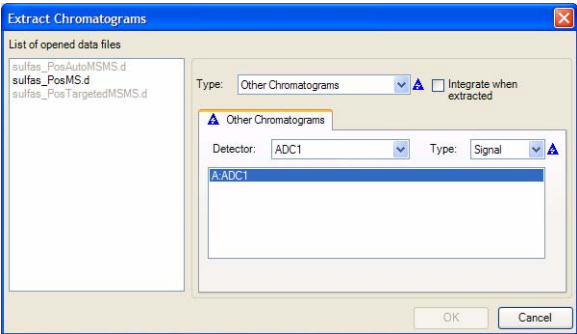 Extract Chromatograms
List of opened data files
sulfas_PosAutoMSMS.d
sulfas_PosMS.d
sulfas_PosTargetedMSMS.d
Type: Other Chromatograms
Integrate when
extracted
Other Chromatograms
Detector: ADC1 Type: Signal
A:ADC1
OK Cancel